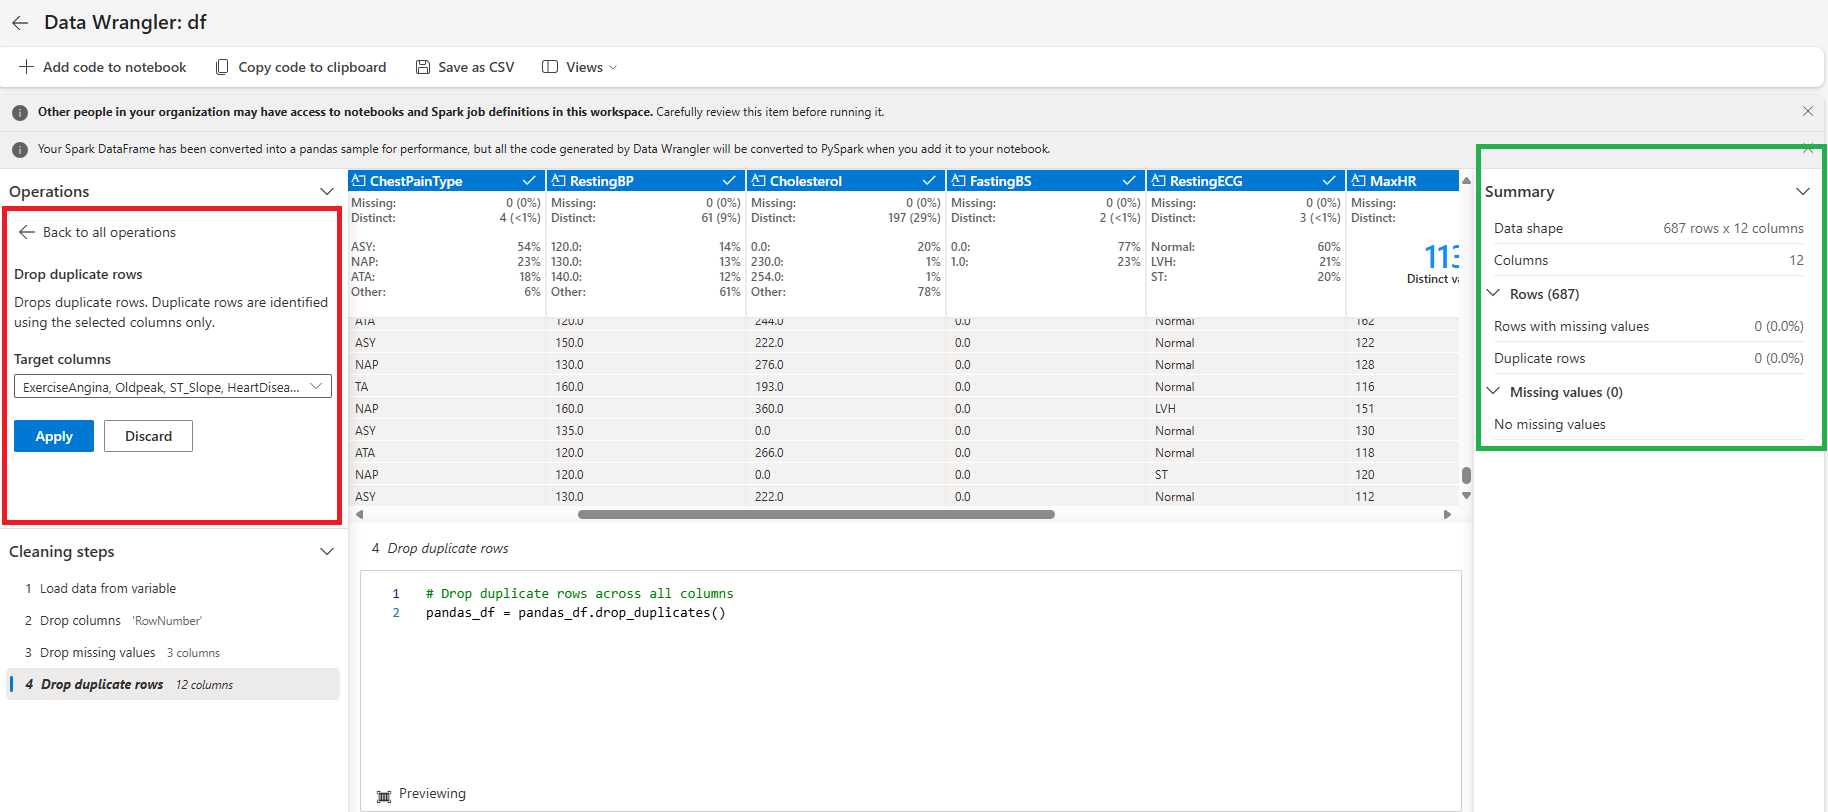 Data Wrangler: df
Add code to notebook Copy code to clipboard Save as CSV Views
Other people in your organization may have access to notebooks and Spark job definitions in this workspace. Carefully review this item before running it.
Your Spark DataFrame has been converted into a pandas sample for performance, but all the code generated by Data Wrangler will be converted to PySpark when you add it to your notebook.
Operations
Back to all operations
Drop duplicate rows
Drops duplicate rows. Duplicate rows are identified
using the selected columns only.
Target columns
ExerciseAngina, Oldpeak, ST_Slope, HeartDisea...
Apply Discard
Cleaning steps
1 Load data from variable
2 Drop columns 'RowNumber'
3 Drop missing values 3 columns
4 Drop duplicate rows 12 columns
ChestPainType RestingBP Cholesterol FastingBS RestingECG MaxHR
Missing: 0 (0%) Missing: 0 (0%) Missing: 0 (0%) Missing: 0 (0%) Missing: 0 (0%) Missing:
Distinct: 4 (<1%) Distinct: 61 (9%) Distinct: 197 (29%) Distinct: 2 (<1%) Distinct: 3 (<1%) Distinct:
ASY: 54% 120.0: 14% 0.0: 20% 0.0: 77% Normal: 60% 113
NAP: 23% 130.0: 13% 230.0: 1% 1.0: 23% LVH: 21%
ATA: 18% 140.0: 12% 254.0: 1% ST: 20% Distinct va
Other: 6% Other: 61% Other: 78%
ATA 120.0 244.0 0.0 Normal 162
ASY 150.0 222.0 0.0 Normal 122
NAP 130.0 276.0 0.0 Normal 128
TA 160.0 193.0 0.0 Normal 116
NAP 160.0 360.0 0.0 LVH 151
ASY 135.0 0.0 0.0 Normal 130
ATA 120.0 266.0 0.0 Normal 118
NAP 120.0 0.0 0.0 ST 120
ASY 130.0 222.0 0.0 Normal 112
4 Drop duplicate rows
1 # Drop duplicate rows across all columns
2 pandas_df = pandas_df.drop_duplicates()
Previewing
Summary
Data shape 687 rows x 12 columns
Columns 12
Rows (687)
Rows with missing values 0 (0.0%)
Duplicate rows 0 (0.0%)
Missing values (0)
No missing values